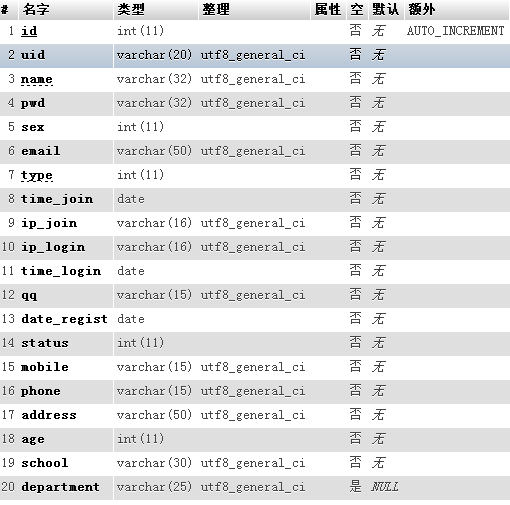 # 名字 类型 整理 属性 空 默认 额外
1 id int(11) 否 无 AUTO_INCREMENT
2 uid varchar(20) utf8_general_ci 否 无
3 name varchar(32) utf8_general_ci 否 无
4 pwd varchar(32) utf8_general_ci 否 无
5 sex int(11) 否 无
6 email varchar(50) utf8_general_ci 否 无
7 type int(11) 否 无
8 time_join date 否 无
9 ip_join varchar(16) utf8_general_ci 否 无
10 ip_login varchar(16) utf8_general_ci 否 无
11 time_login date 否 无
12 qq varchar(15) utf8_general_ci 否 无
13 date_regist date 否 无
14 status int(11) 否 无
15 mobile varchar(15) utf8_general_ci 否 无
16 phone varchar(15) utf8_general_ci 否 无
17 address varchar(50) utf8_general_ci 否 无
18 age int(11) 否 无
19 school varchar(30) utf8_general_ci 否 无
20 department varchar(25) utf8_general_ci 是 NULL